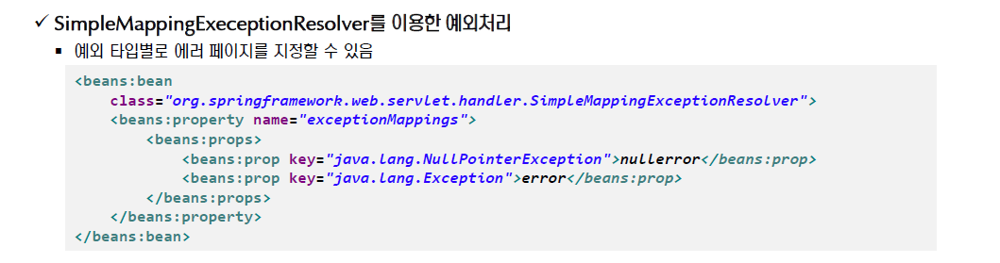 ✓ SimpleMappingExeceptionResolver를 이용한 예외처리
▪ 예외 타입별로 에러 페이지를 지정할 수 있음
<beans:bean
    class="org.springframework.web.servlet.handler.SimpleMappingExceptionResolver">
    <beans:property name="exceptionMappings">
        <beans:props>
            <beans:prop key="java.lang.NullPointerException">nullerror</beans:prop>
            <beans:prop key="java.lang.Exception">error</beans:prop>
        </beans:props>
    </beans:property>
</beans:bean>